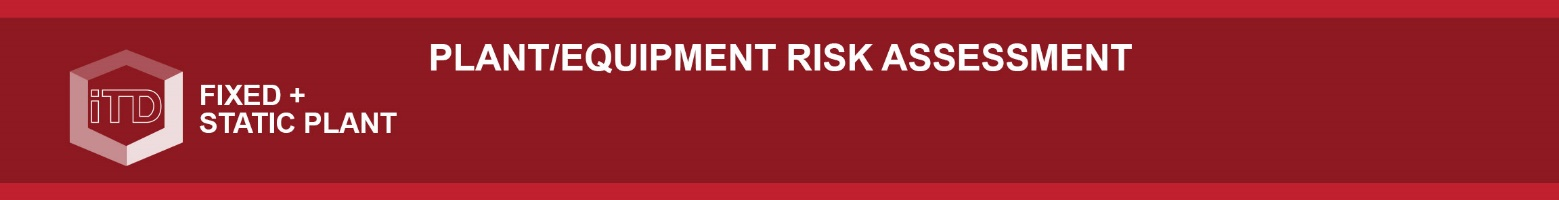 PLANT/EQUIPMENT RISK ASSESSMENT
iTD
FIXED +
STATIC PLANT